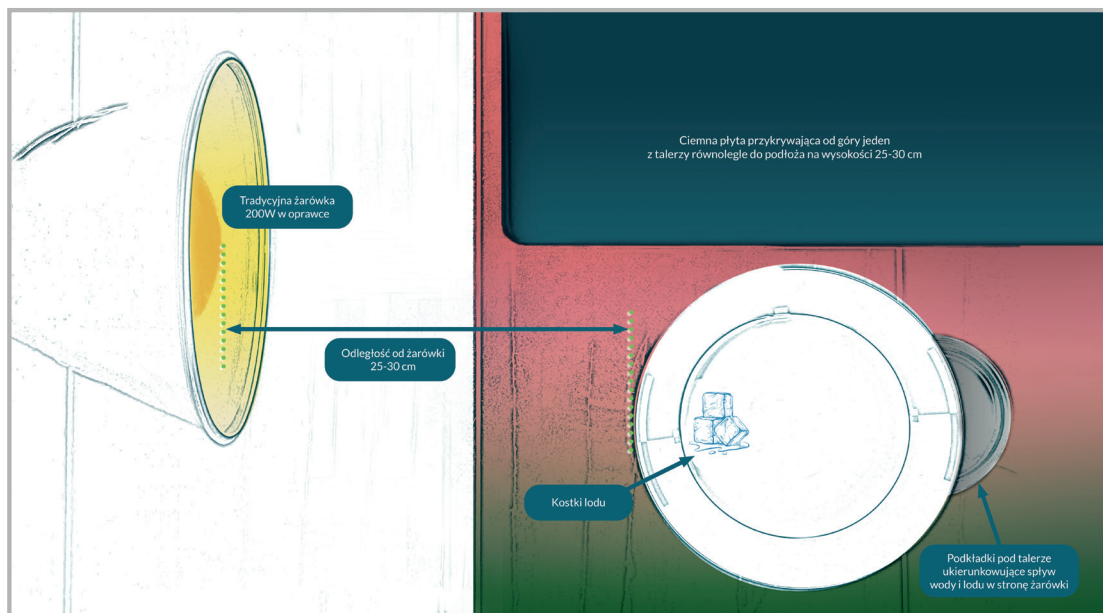 Ciemna płyta przykrywająca od góry jeden
z talerzy równolegle do podłoża na wysokości 25-30 cm
Tradycyjna żarówka
200W w oprawce
Odległość od żarówki
25-30 cm
Kostki lodu
Podkładki pod talerze
ukierunkowujące spływ
wody i lodu w stronę żarówki